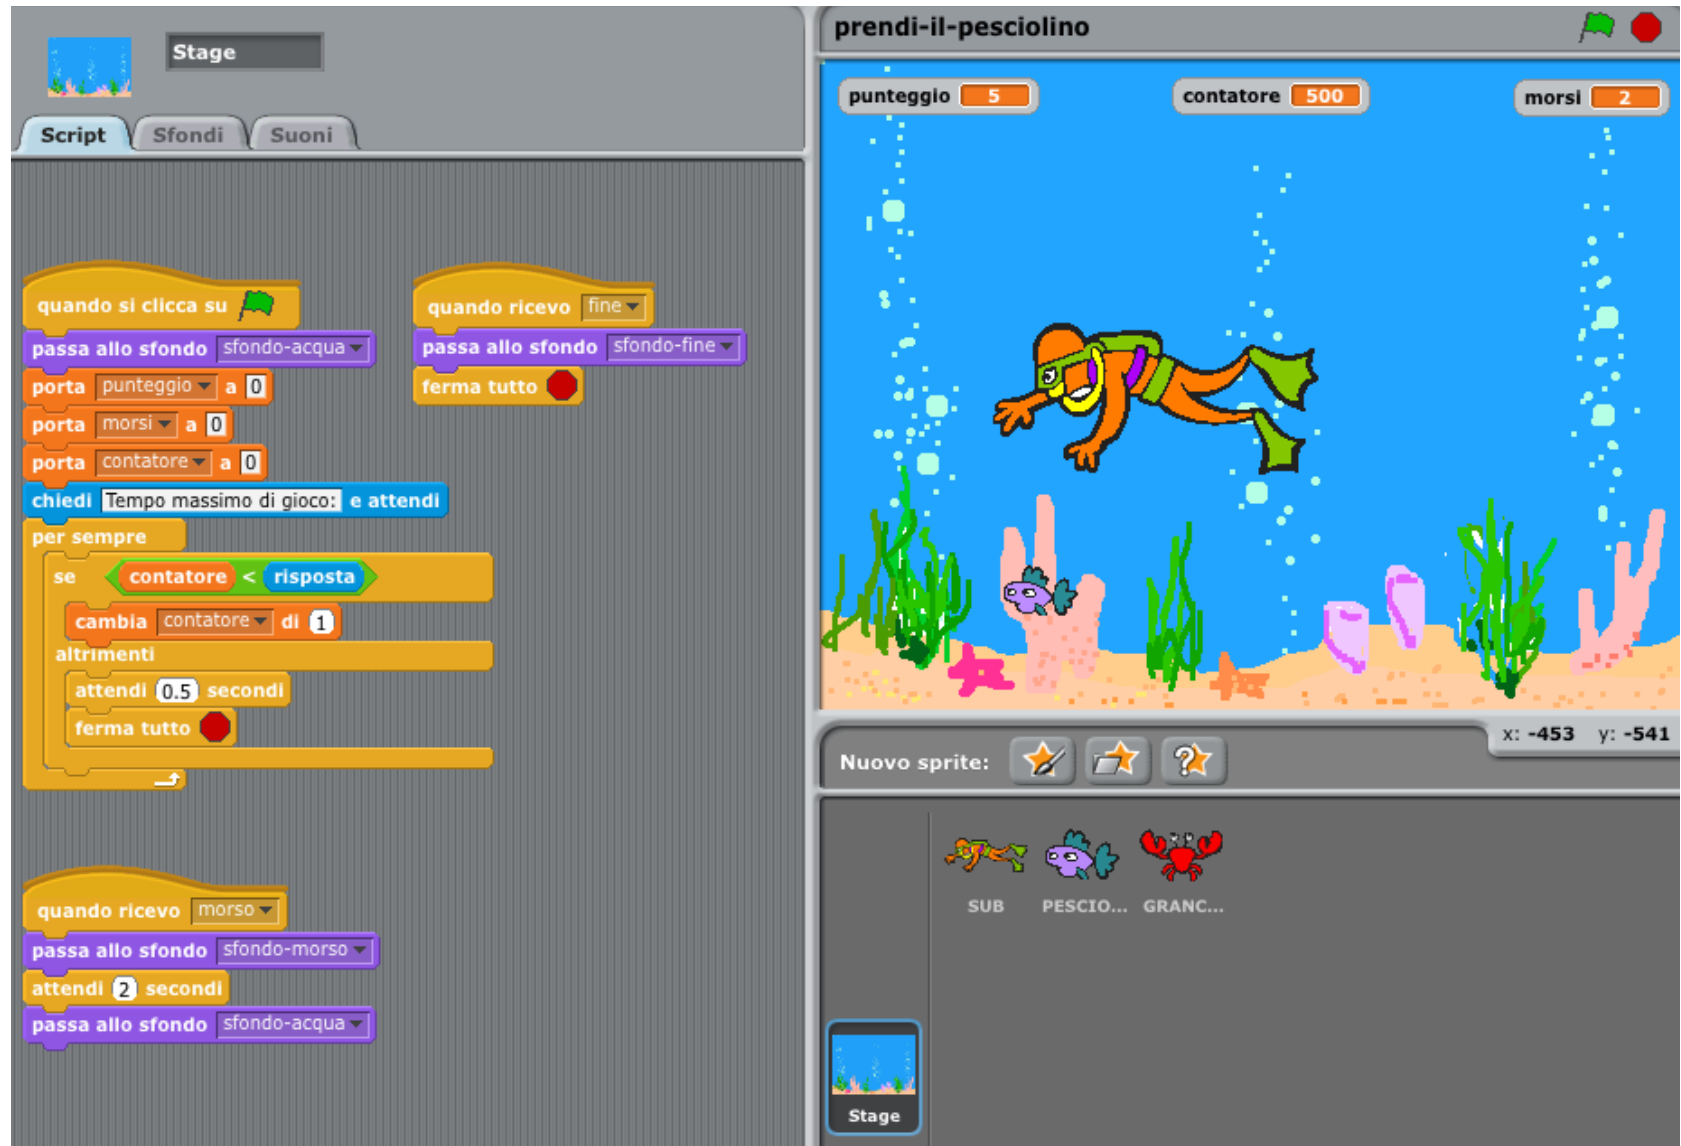 Stage
Script
Sfondi
Suoni
quando si clicca su
passa allo sfondo sfondo-acqua
porta punteggio a 0
porta morsi a 0
porta contatore a 0
chiedi Tempo massimo di gioco: e attendi
per sempre
se contatore < risposta
cambia contatore di 1
altrimenti
attendi 0.5 secondi
ferma tutto
quando ricevo fine
passa allo sfondo sfondo-fine
ferma tutto
quando ricevo morso
passa allo sfondo sfondo-morso
attendi 2 secondi
passa allo sfondo sfondo-acqua
prendi-il-pesciolino
punteggio 5
contatore 500
morsi 2
x: -453 y: -541
Nuovo sprite:
SUB
PESCIO...
GRANC...
Stage